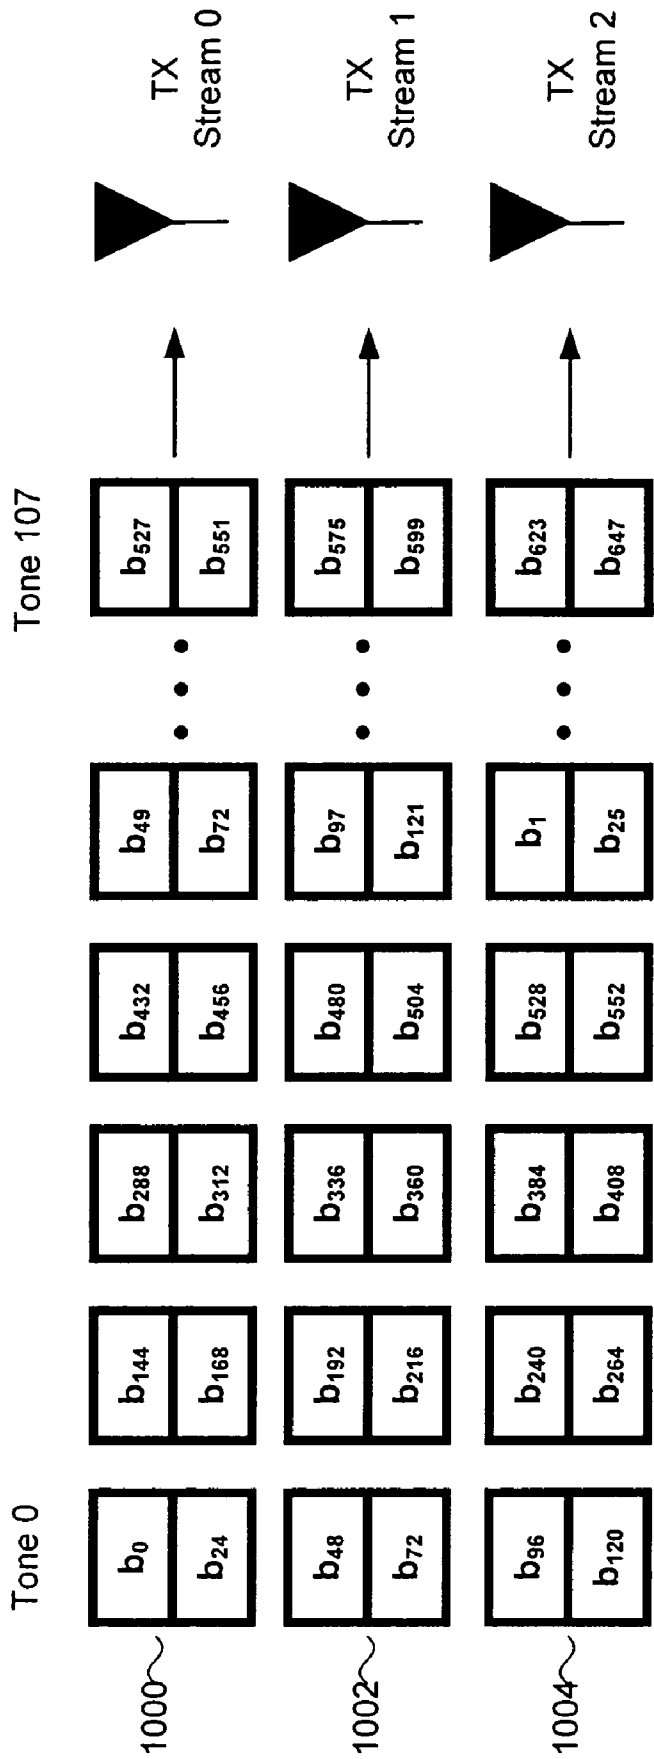 Tone 0 Tone 107
1000 b0 b144 b288 b432 b49 b527 TX
b24 b168 b312 b456 b72 b551 Stream 0
1002 b48 b192 b336 b480 b97 b575 TX
b72 b216 b360 b504 b121 b599 Stream 1
1004 b96 b240 b384 b528 b1 b623 TX
b120 b264 b408 b552 b25 b647 Stream 2